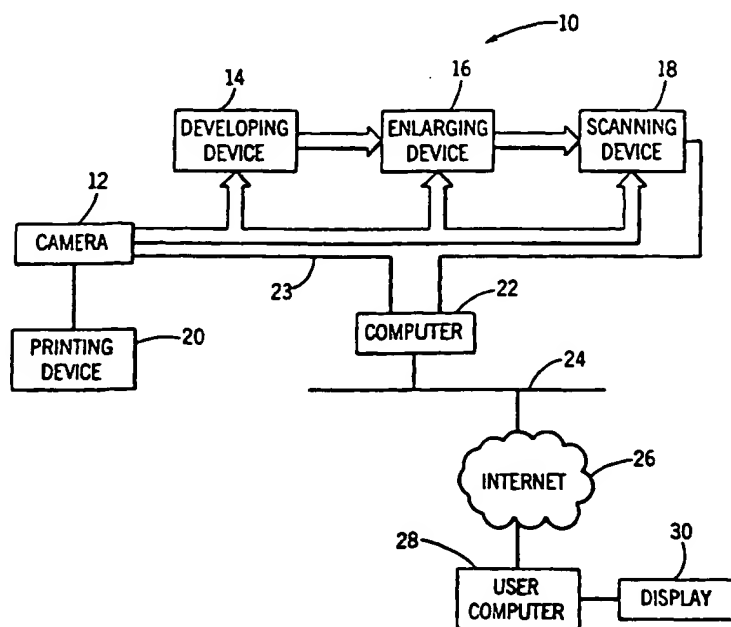 10
14
16
18
DEVELOPING
DEVICE
ENLARGING
DEVICE
SCANNING
DEVICE
12
CAMERA
23
22
COMPUTER
PRINTING
DEVICE
20
24
INTERNET
26
28
30
USER
COMPUTER
DISPLAY